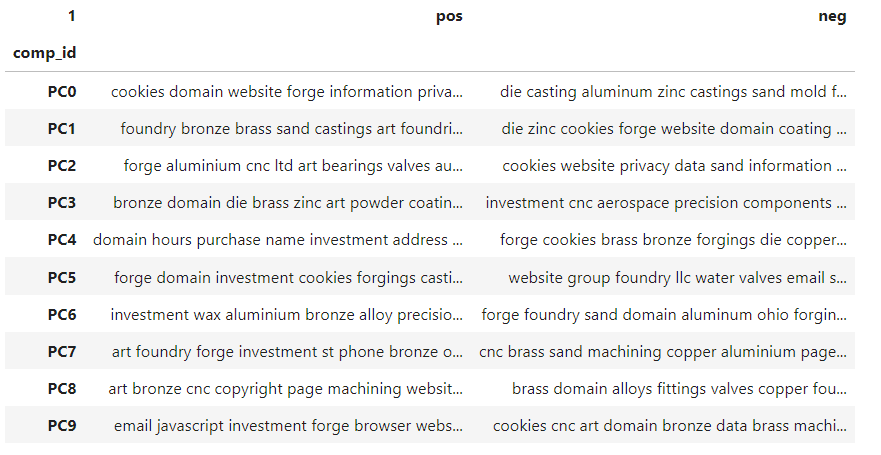 1 pos neg
comp_id
PC0 cookies domain website forge information priva... die casting aluminum zinc castings sand mold f...
PC1 foundry bronze brass sand castings art foundri... die zinc cookies forge website domain coating ...
PC2 forge aluminium cnc ltd art bearings valves au... cookies website privacy data sand information ...
PC3 bronze domain die brass zinc art powder coatin... investment cnc aerospace precision components ...
PC4 domain hours purchase name investment address ... forge cookies brass bronze forgings die copper...
PC5 forge domain investment cookies forgings casti... website group foundry llc water valves email s...
PC6 investment wax aluminium bronze alloy precisio... forge foundry sand domain aluminum ohio forgin...
PC7 art foundry forge investment st phone bronze o... cnc brass sand machining copper aluminium page...
PC8 art bronze cnc copyright page machining websit... brass domain alloys fittings valves copper fou...
PC9 email javascript investment forge browser webs... cookies cnc art domain bronze data brass machi...